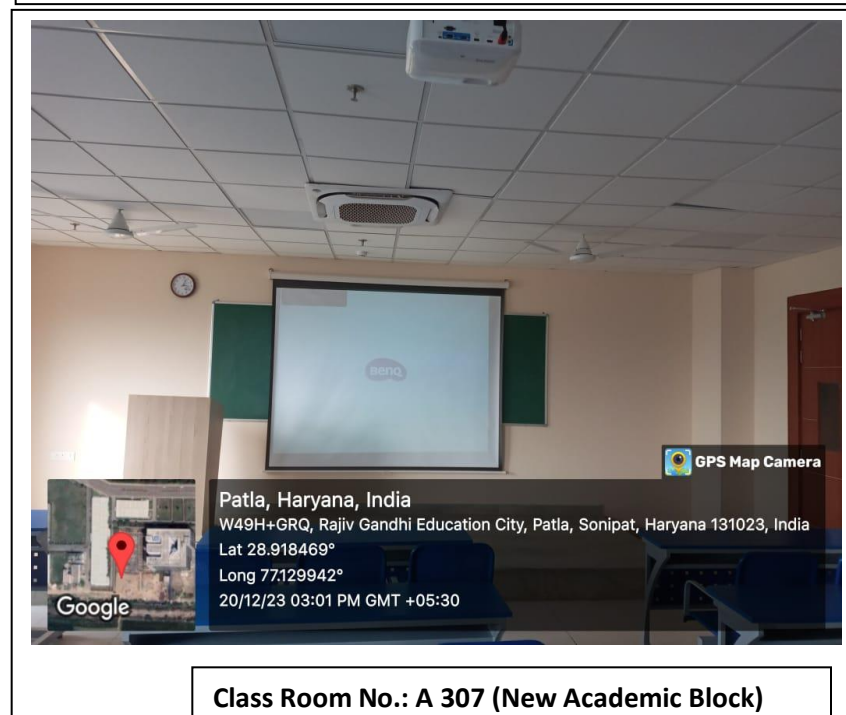 BenQ
GPS Map Camera
Patla, Haryana, India
W49H+GRQ, Rajiv Gandhi Education City, Patla, Sonipat, Haryana 131023, India
Lat 28.918469°
Long 77.129942°
20/12/23 03:01 PM GMT +05:30
Google
Class Room No.: A 307 (New Academic Block)